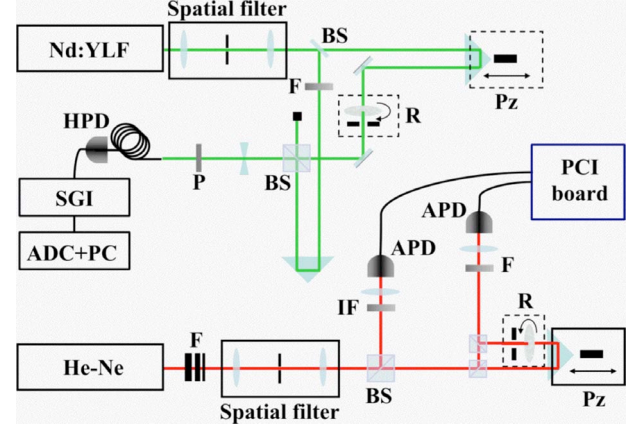 Spatial filter
Nd:YLF
BS
F
Pz
R
HPD
P
BS
SGI
ADC+PC
PCI
board
APD
APD
F
IF
R
F
He-Ne
BS
Pz
Spatial filter